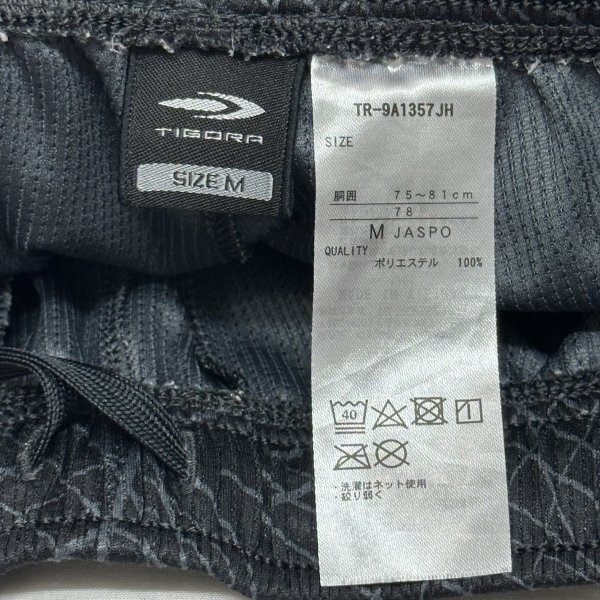 TIGORA
SIZE M
TR-9A1357JH
SIZE
胴囲 75~81cm
78
M JASPO
QUALITY
ポリエステル 100%
40
・洗濯はネット使用
・絞り弱く